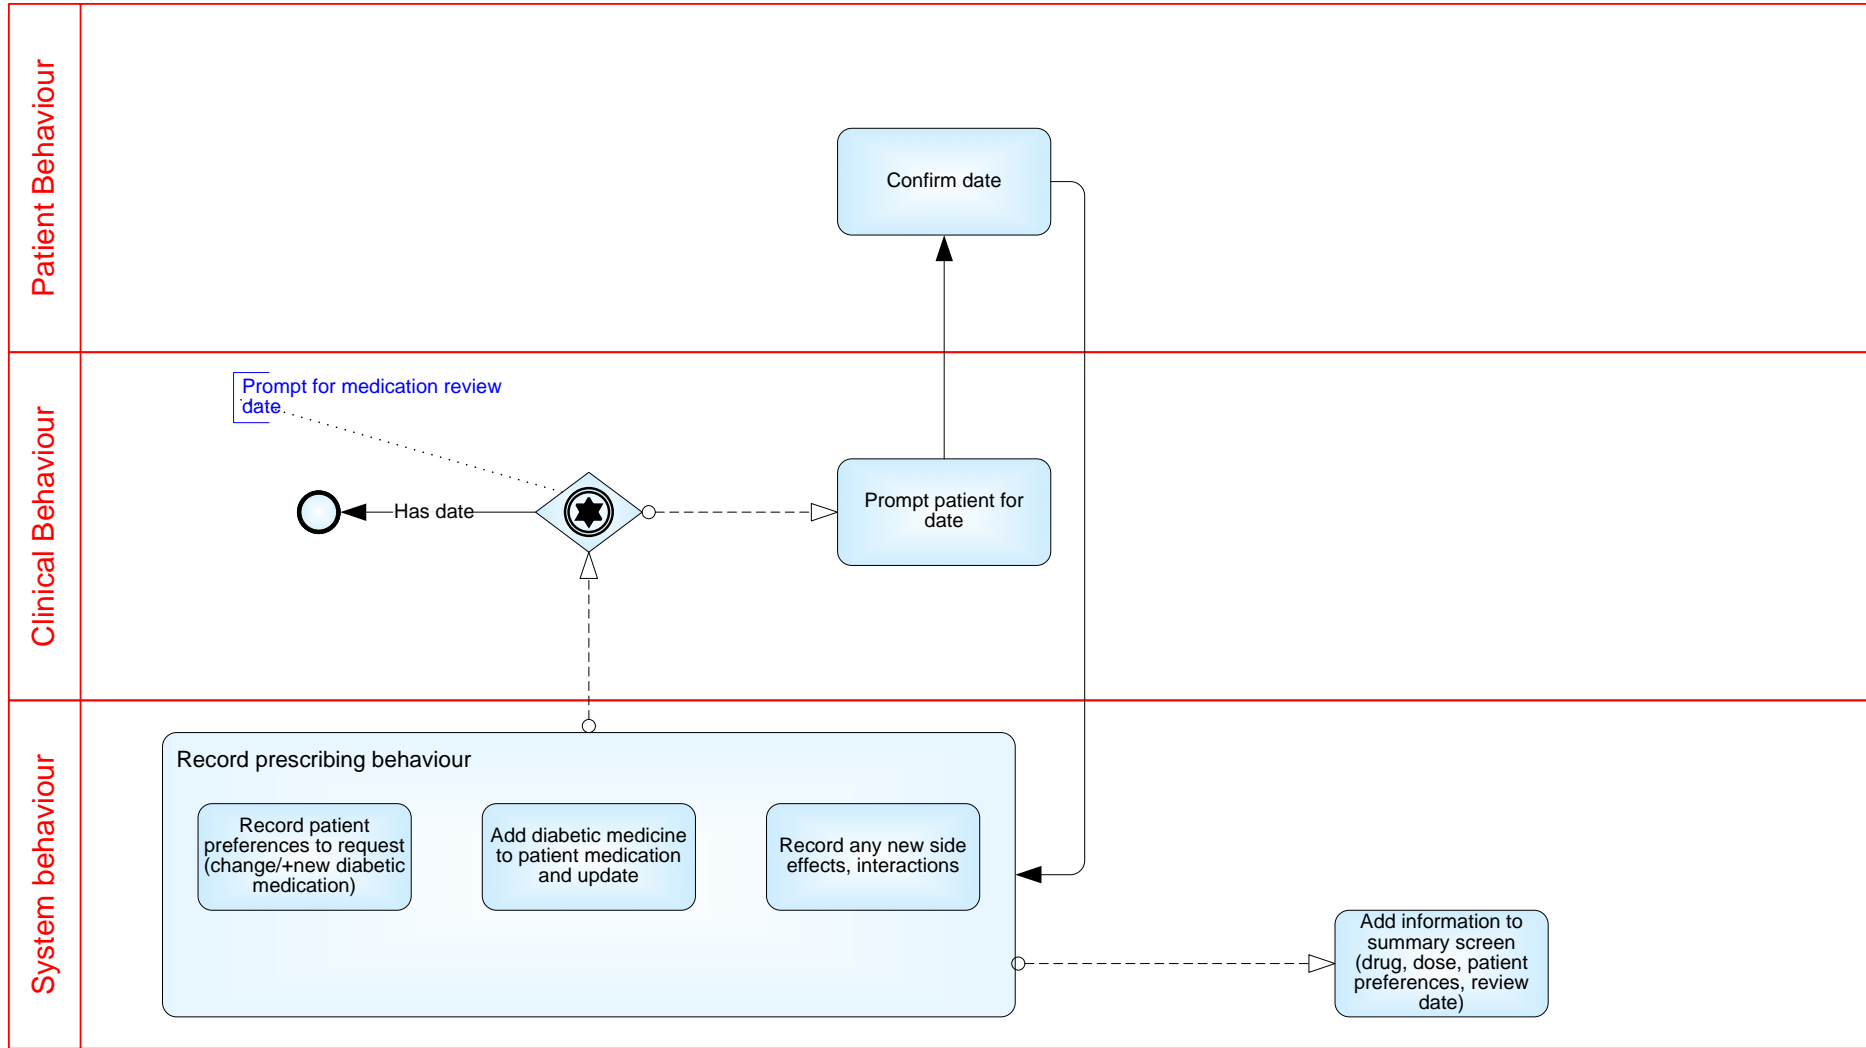 Patient Behaviour
Confirm date
Clinical Behaviour
Prompt for medication review
date
Has date
Prompt patient for
date
System behaviour
Record prescribing behaviour
Record patient
preferences to request
(change/+new diabetic
medication)
Add diabetic medicine
to patient medication
and update
Record any new side
effects, interactions
Add information to
summary screen
(drug, dose, patient
preferences, review
date)